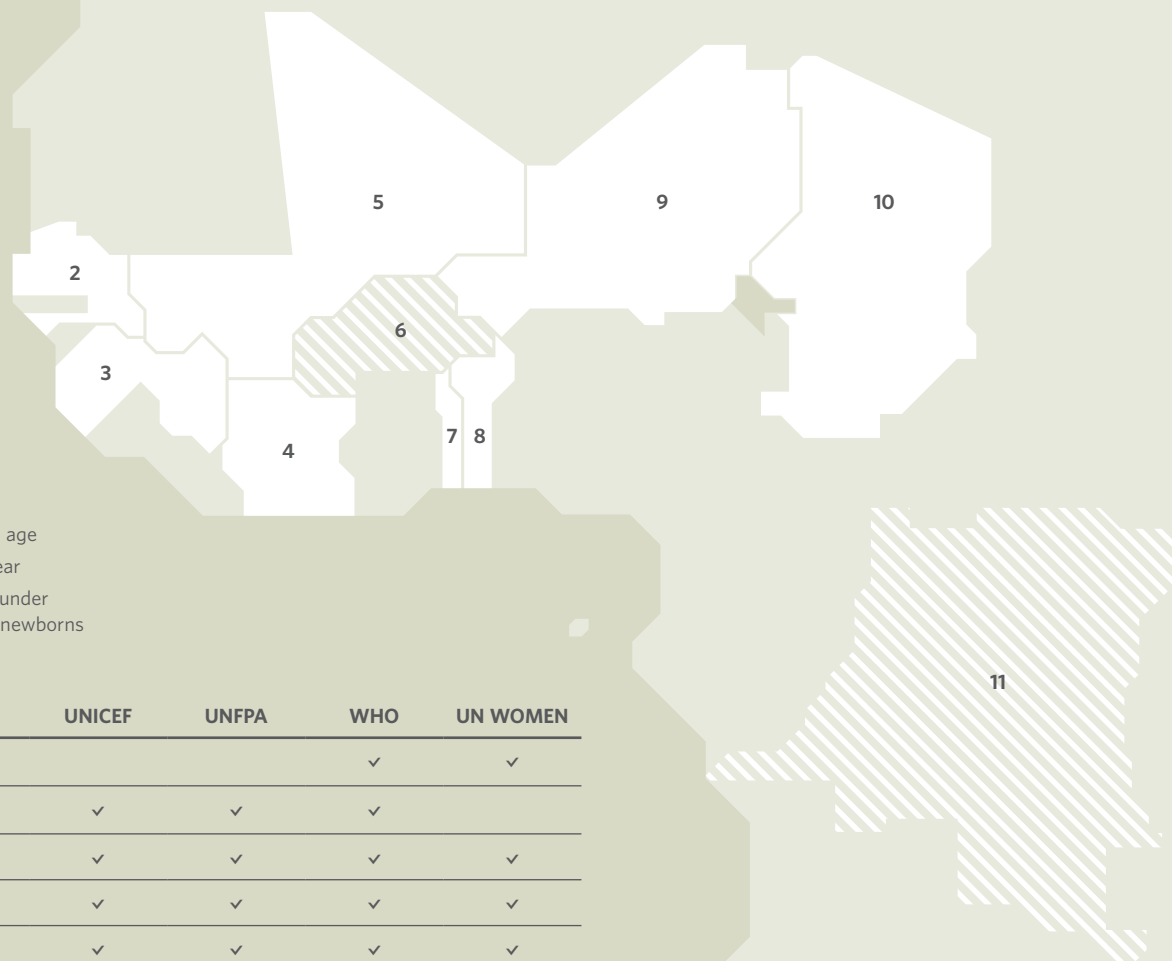 5
9
10
2
6
3
7
8
4
age
ear
under
newborns
11
UNICEF UNFPA WHO UN WOMEN
✓ ✓
✓ ✓ ✓
✓ ✓ ✓ ✓
✓ ✓ ✓ ✓
✓ ✓ ✓ ✓